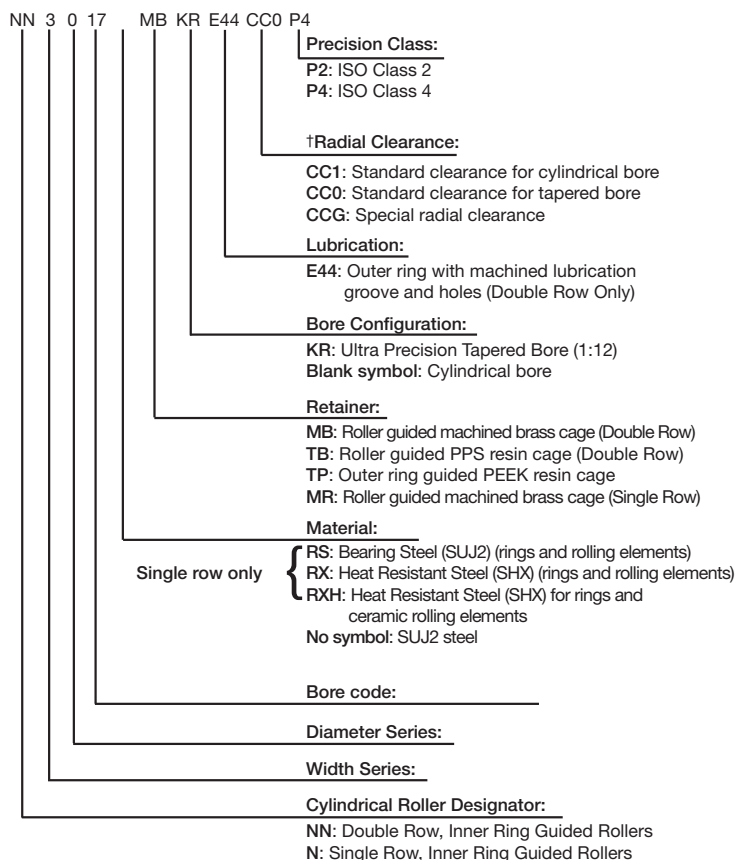 NN 3 0 17 MB KR E44 CC0 P4
Precision Class:
P2: ISO Class 2
P4: ISO Class 4
†Radial Clearance:
CC1: Standard clearance for cylindrical bore
CC0: Standard clearance for tapered bore
CCG: Special radial clearance
Lubrication:
E44: Outer ring with machined lubrication
groove and holes (Double Row Only)
Bore Configuration:
KR: Ultra Precision Tapered Bore (1:12)
Blank symbol: Cylindrical bore
Retainer:
MB: Roller guided machined brass cage (Double Row)
TB: Roller guided PPS resin cage (Double Row)
TP: Outer ring guided PEEK resin cage
MR: Roller guided machined brass cage (Single Row)
Material:
Single row only
RS: Bearing Steel (SUJ2) (rings and rolling elements)
RX: Heat Resistant Steel (SHX) (rings and rolling elements)
RXH: Heat Resistant Steel (SHX) for rings and
ceramic rolling elements
No symbol: SUJ2 steel
Bore code:
Diameter Series:
Width Series:
Cylindrical Roller Designator:
NN: Double Row, Inner Ring Guided Rollers
N: Single Row, Inner Ring Guided Rollers